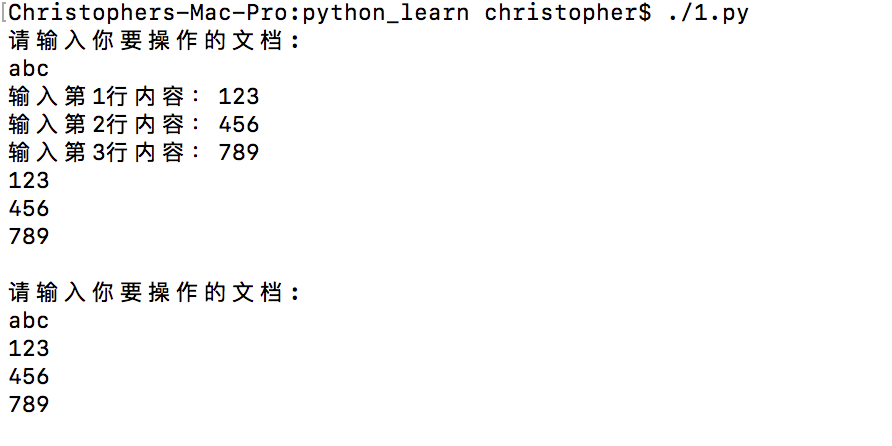 [Christophers-Mac-Pro:python_learn christopher$ ./1.py
请输入你要操作的文档:
abc
输入第1行内容: 123
输入第2行内容: 456
输入第3行内容: 789
123
456
789
请输入你要操作的文档:
abc
123
456
789